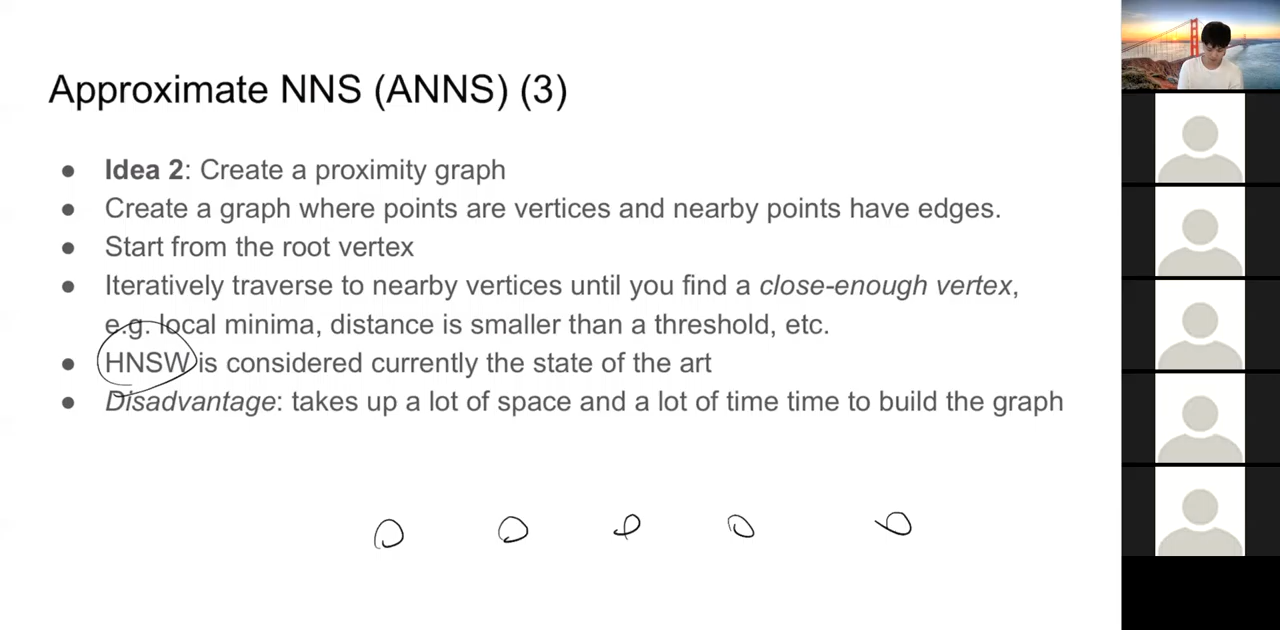 Approximate NNS (ANNS) (3)
● Idea 2: Create a proximity graph
● Create a graph where points are vertices and nearby points have edges.
● Start from the root vertex
● Iteratively traverse to nearby vertices until you find a close-enough vertex,
e.g. local minima, distance is smaller than a threshold, etc.
● HNSW is considered currently the state of the art
● Disadvantage: takes up a lot of space and a lot of time time to build the graph